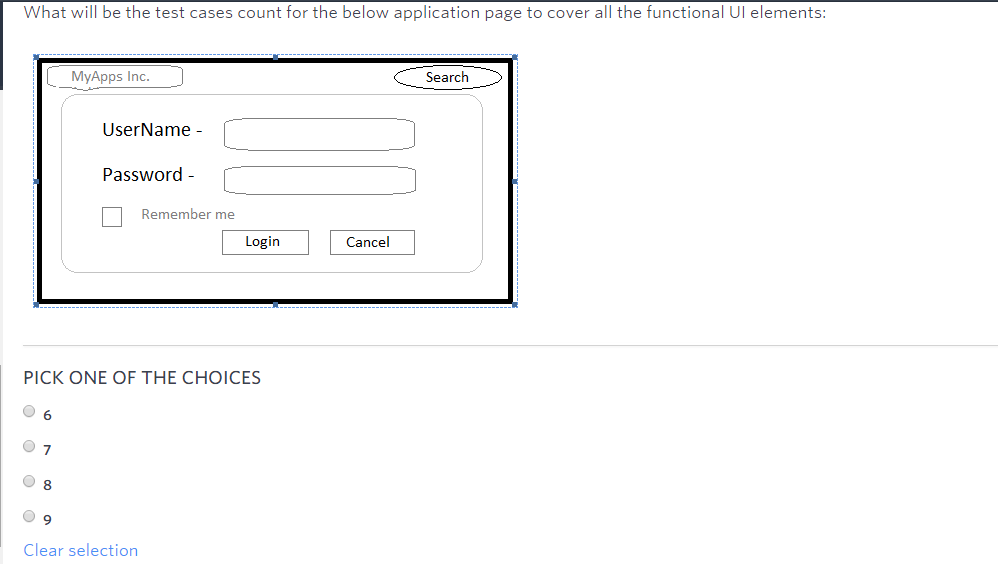 What will be the test cases count for the below application page to cover all the functional UI elements:
MyApps Inc.
Search
UserName -
Password -
Remember me
Login
Cancel
PICK ONE OF THE CHOICES
6
7
8
9
Clear selection